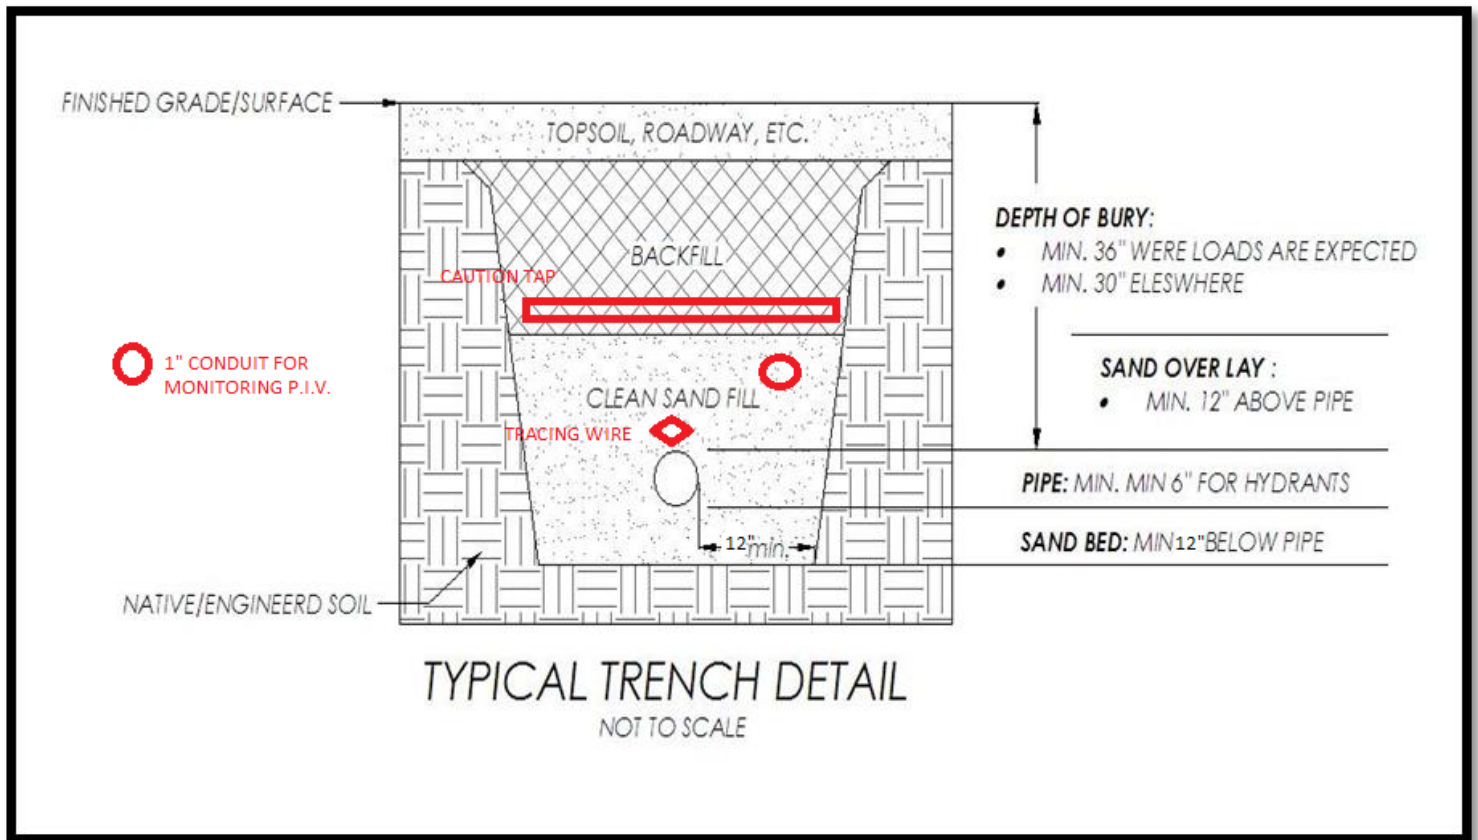 FINISHED GRADE/SURFACE
TOPSOIL, ROADWAY, ETC.
BACKFILL
CAUTION TAP
1" CONDUIT FOR
MONITORING P.I.V.
CLEAN SAND FILL
TRACING WIRE
12"min.
NATIVE/ENGINEERD SOIL
DEPTH OF BURY:
• MIN. 36" WERE LOADS ARE EXPECTED
• MIN. 30" ELESWHERE
SAND OVER LAY :
• MIN. 12" ABOVE PIPE
PIPE: MIN. MIN 6" FOR HYDRANTS
SAND BED: MIN12"BELOW PIPE
TYPICAL TRENCH DETAIL
NOT TO SCALE